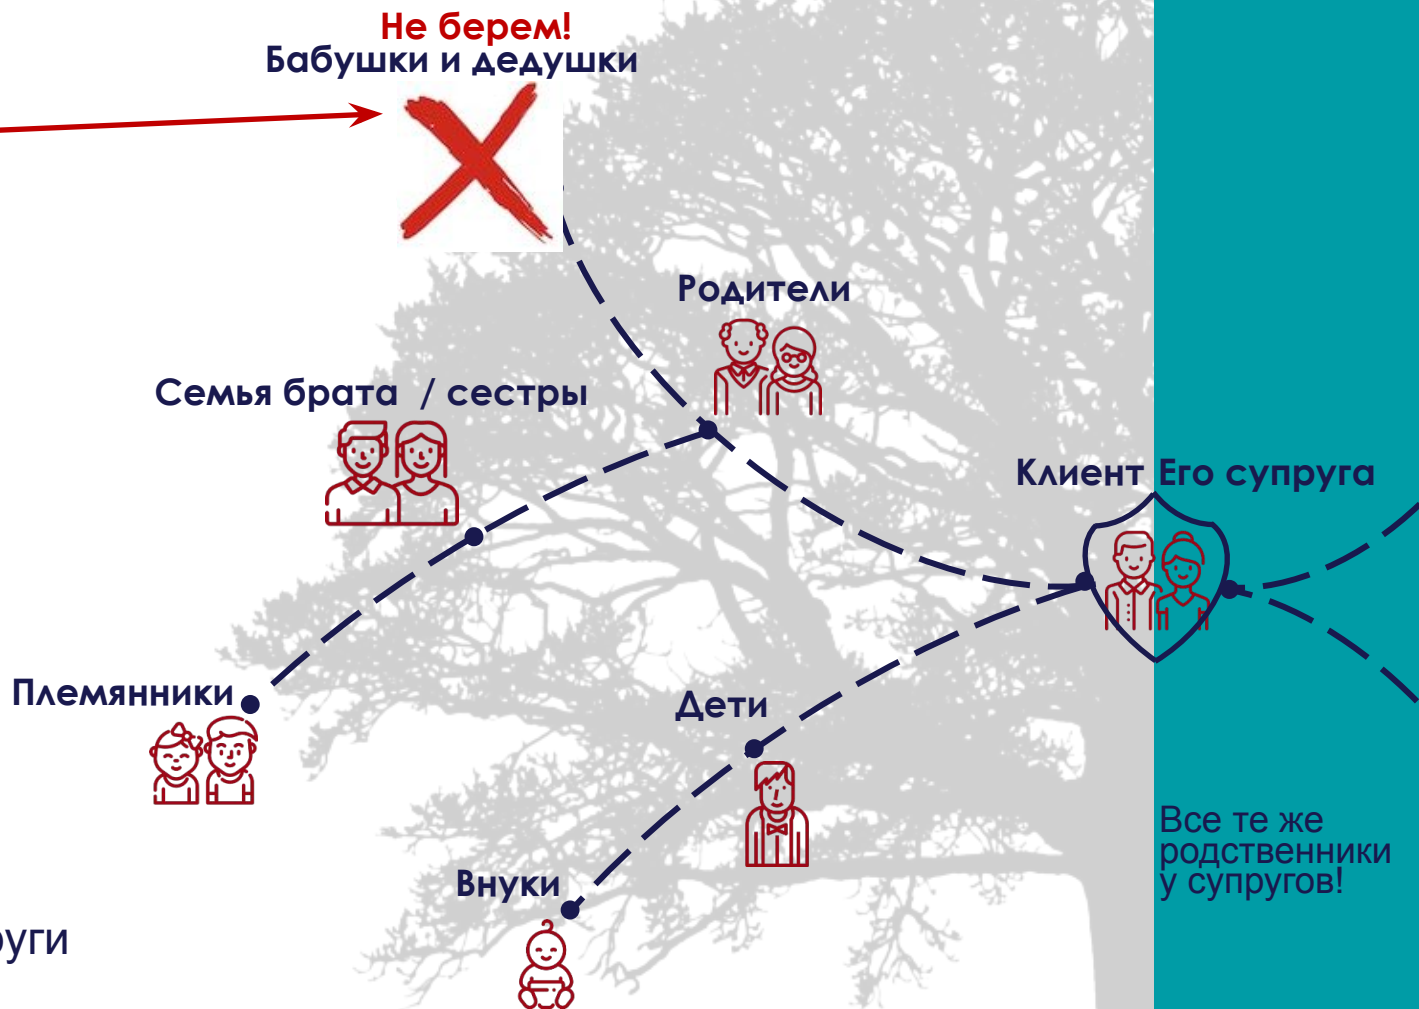 Не берем!
Бабушки и дедушки
Родители
Семья брата / сестры
Клиент Его супруга
Племянники
Дети
Все те же
родственники
у супругов!
Внуки